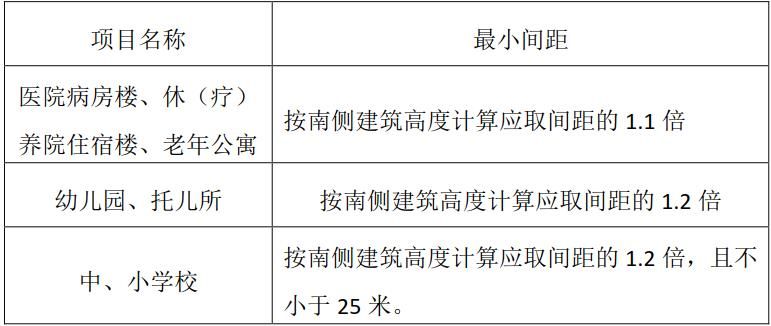 项目名称
最小间距
医院病房楼、休（疗）
养院住宿楼、老年公寓
按南侧建筑高度计算应取间距的 1.1 倍
幼儿园、托儿所
按南侧建筑高度计算应取间距的 1.2 倍
中、小学校
按南侧建筑高度计算应取间距的 1.2 倍，且不
小于 25 米。